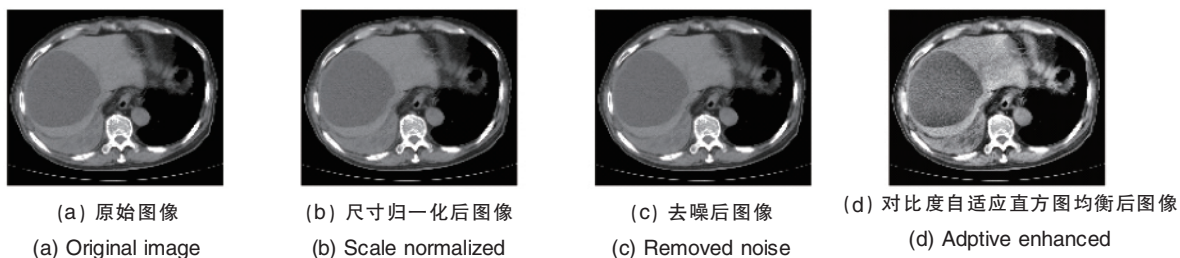 (a) 原始图像
(a) Original image
(b) 尺寸归一化后图像
(b) Scale normalized
(c) 去噪后图像
(c) Removed noise
(d) 对比度自适应直方图均衡后图像
(d) Adptive enhanced